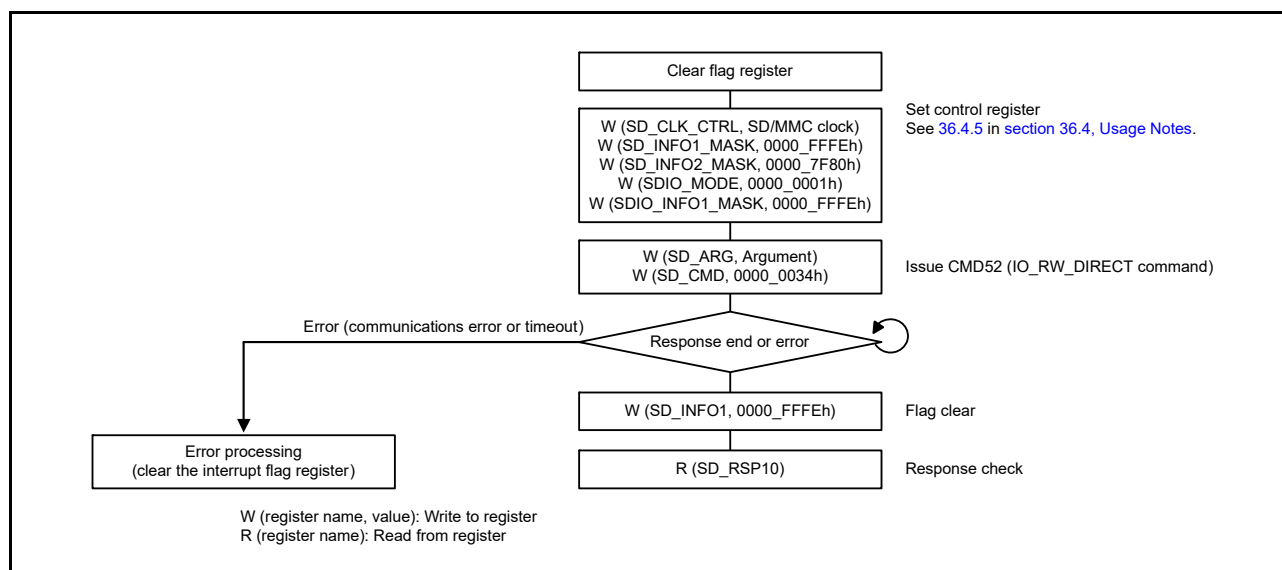 Clear flag register
Set control register
See 36.4.5 in section 36.4, Usage Notes.
W (SD_CLK_CTRL, SD/MMC clock)
W (SD_INFO1_MASK, 0000_FFFEh)
W (SD_INFO2_MASK, 0000_7F80h)
W (SDIO_MODE, 0000_0001h)
W (SDIO_INFO1_MASK, 0000_FFFEh)
W (SD_ARG, Argument)
W (SD_CMD, 0000_0034h)
Issue CMD52 (IO_RW_DIRECT command)
Error (communications error or timeout)
Response end or error
W (SD_INFO1, 0000_FFFEh)
Flag clear
Error processing
(clear the interrupt flag register)
R (SD_RSP10)
Response check
W (register name, value): Write to register
R (register name): Read from register